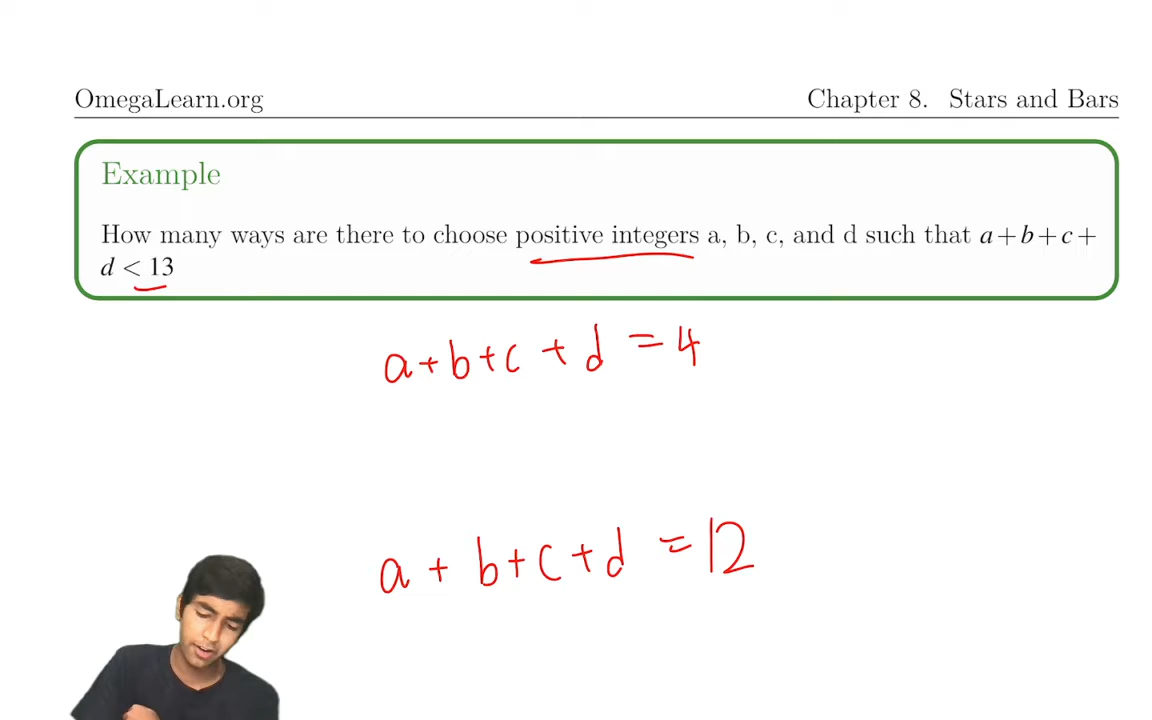 OmegaLearn.org Chapter 8. Stars and Bars
Example
How many ways are there to choose positive integers a, b, c, and d such that a+b+c+
d < 13
a+b+c+d=4
a+b+c+d=12